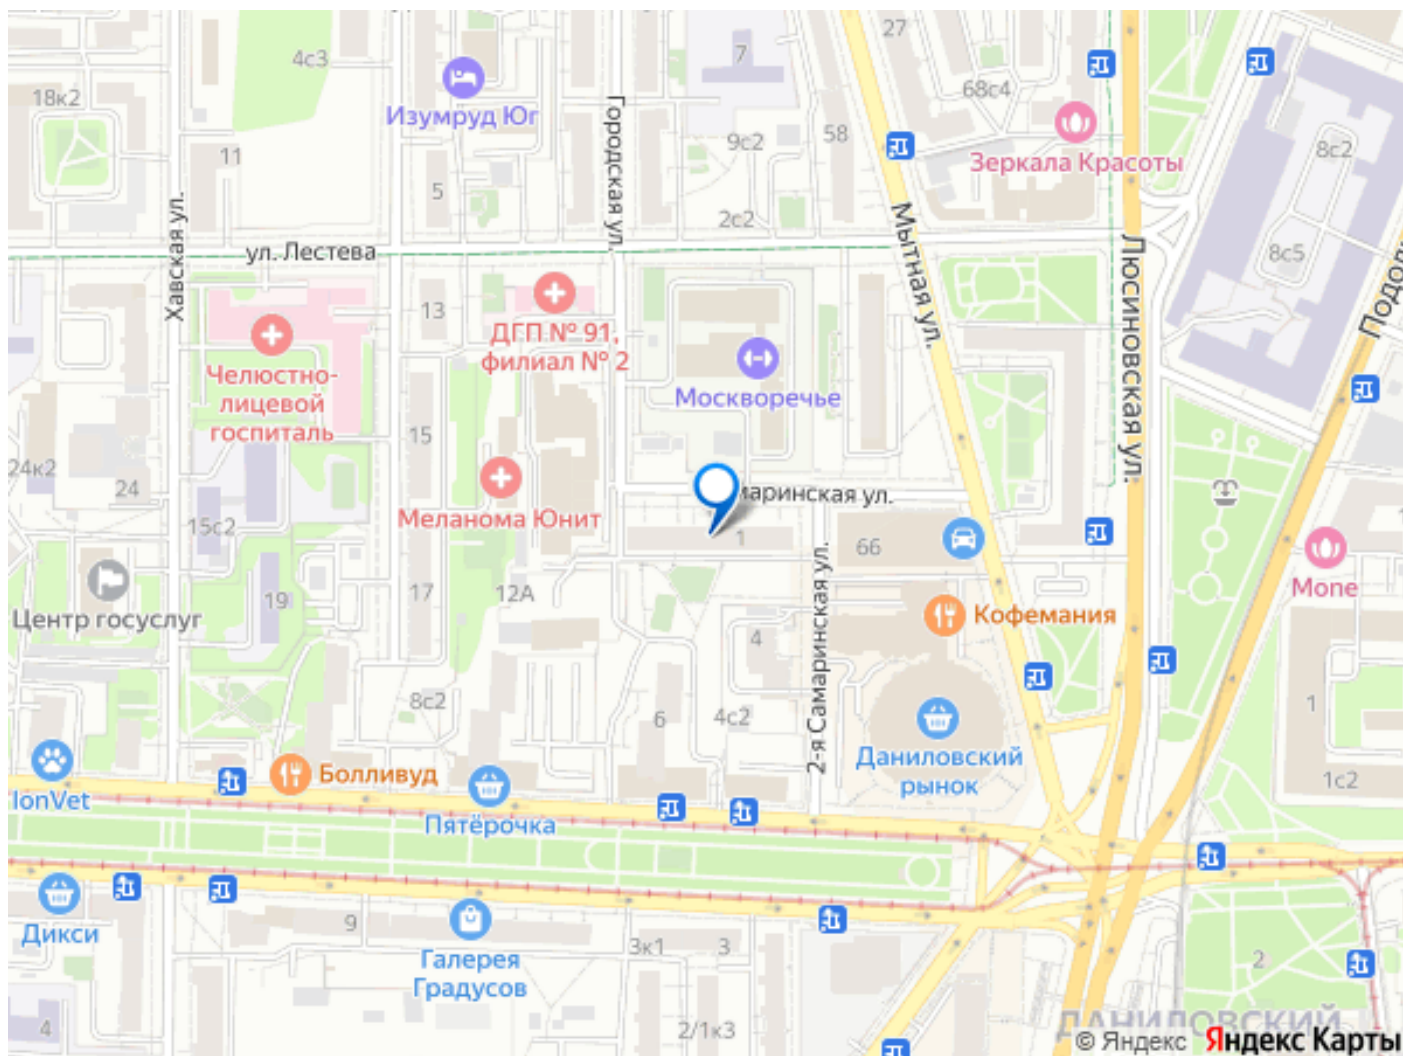 27
7
4с3
68с4
18к2
Изумруд Юг
Городская ул.
58
9с2
Зеркала Красоты
8с2
11
5
2с2
Мытная ул.
Хавская ул.
ул. Лестева
Люсиновская ул.
8с5
13
ДГП № 91,
филиал № 2
Челюстно-
лицевой
госпиталь
Москворечье
15
24к2
24
маринская ул.
Меланома Юнит
15с2
1
66
Mone
Центр госуслуг
19
17
12А
Кофемания
4
2-я Самаринская ул.
8с2
6
4с2
1
Даниловский
рынок
1с2
Болливуд
IonVet
Пятёрочка
9
Дикси
Галерея
Градусов
3к1
3
2
4
2/1к3
ДАНИЛОВСКИЙ
© Яндекс Яндекс Карты